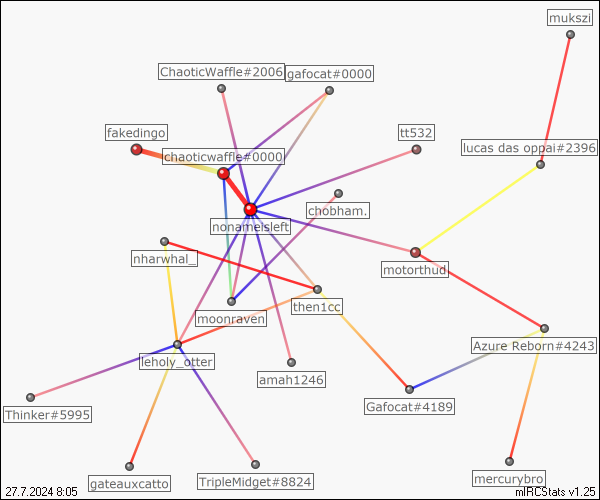 mukszi
ChaoticWaffle#2006
gafocat#0000
fakedingo
tt532
lucas das oppai#2396
chaoticwaffle#0000
chobham.
nonameisleft
nharwhal_
motorthud
moonraven
then1cc
Azure Reborn#4243
leholy_otter
amah1246
Gafocat#4189
Thinker#5995
gateauxcatto
TripleMidget#8824
mercurybro
27.7.2024 8:05
mIRCStats v1.25